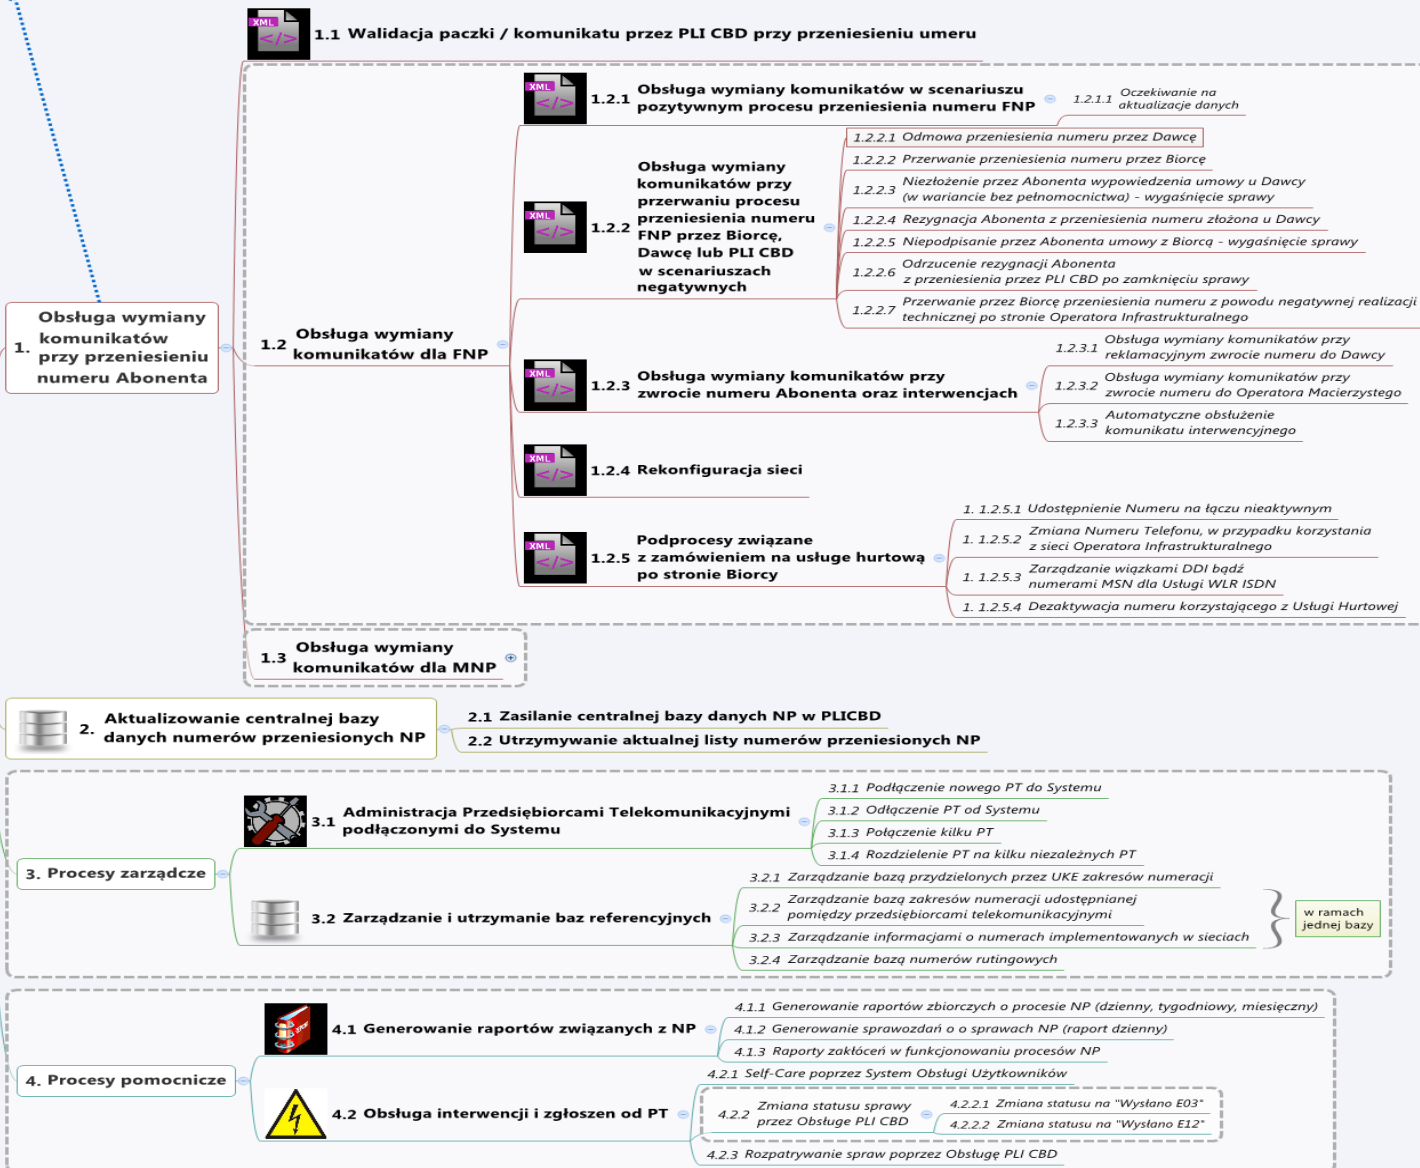 XML
</>
1.1 Walidacja paczki / komunikatu przez PLI CBD przy przeniesieniu umeru
XML
</>
1.2.1 Obsługa wymiany komunikatów w scenariuszu
pozytywnym procesu przeniesienia numeru FNP
1.2.1.1 Oczekiwanie na
aktualizacje danych
XML
</>
1.2.2 Obsługa wymiany
komunikatów przy
przerwaniu procesu
przeniesienia numeru
FNP przez Biorcę,
Dawcę lub PLI CBD
w scenariuszach
negatywnych
1.2.2.1 Odmowa przeniesienia numeru przez Dawcę
1.2.2.2 Przerwanie przeniesienia numeru przez Biorcę
1.2.2.3 Niezłożenie przez Abonenta wypowiedzenia umowy u Dawcy
(w wariancie bez pełnomocnictwa) - wygaśnięcie sprawy
1.2.2.4 Rezygnacja Abonenta z przeniesienia numeru złożona u Dawcy
1.2.2.5 Niepodpisanie przez Abonenta umowy z Biorcą - wygaśnięcie sprawy
1.2.2.6 Odrzucenie rezygnacji Abonenta
z przeniesienia przez PLI CBD po zamknięciu sprawy
1.2.2.7 Przerwanie przez Biorcę przeniesienia numeru z powodu negatywnej realizacji
technicznej po stronie Operatora Infrastrukturalnego
1. Obsługa wymiany
komunikatów
przy przeniesieniu
numeru Abonenta
1.2 Obsługa wymiany
komunikatów dla FNP
XML
</>
1.2.3 Obsługa wymiany komunikatów przy
zwrocie numeru Abonenta oraz interwencjach
1.2.3.1 Obsługa wymiany komunikatów przy
reklamacyjnym zwrocie numeru do Dawcy
1.2.3.2 Obsługa wymiany komunikatów przy
zwrocie numeru do Operatora Macierzystego
1.2.3.3 Automatyczne obsłużenie
komunikatu interwencyjnego
XML
</>
1.2.4 Rekonfiguracja sieci
XML
</>
1.2.5 Podprocesy związane
z zamówieniem na usługe hurtową
po stronie Biorcy
1. 1.2.5.1 Udostępnienie Numeru na łączu nieaktywnym
1. 1.2.5.2 Zmiana Numeru Telefonu, w przypadku korzystania
z sieci Operatora Infrastrukturalnego
1. 1.2.5.3 Zarządzanie wiązkami DDI bądź
numerami MSN dla Usługi WLR ISDN
1. 1.2.5.4 Dezaktywacja numeru korzystającego z Usługi Hurtowej
1.3 Obsługa wymiany
komunikatów dla MNP
2. Aktualizowanie centralnej bazy
danych numerów przeniesionych NP
2.1 Zasilanie centralnej bazy danych NP w PLICBD
2.2 Utrzymywanie aktualnej listy numerów przeniesionych NP
3. Procesy zarządcze
3.1 Administracja Przedsiębiorcami Telekomunikacyjnymi
podłączonymi do Systemu
3.1.1 Podłączenie nowego PT do Systemu
3.1.2 Odłączenie PT od Systemu
3.1.3 Połączenie kilku PT
3.1.4 Rozdzielenie PT na kilku niezależnych PT
3.2 Zarządzanie i utrzymanie baz referencyjnych
3.2.1 Zarządzanie bazą przydzielonych przez UKE zakresów numeracji
3.2.2 Zarządzanie bazą zakresów numeracji udostępnianej
pomiędzy przedsiębiorcami telekomunikacyjnymi
3.2.3 Zarządzanie informacjami o numerach implementowanych w sieciach
3.2.4 Zarządzanie bazą numerów rutingowych
w ramach
jednej bazy
4. Procesy pomocnicze
4.1 Generowanie raportów związanych z NP
4.1.1 Generowanie raportów zbiorczych o procesie NP (dzienny, tygodniowy, miesięczny)
4.1.2 Generowanie sprawozdań o o sprawach NP (raport dzienny)
4.1.3 Raporty zakłóceń w funkcjonowaniu procesów NP
4.2 Obsługa interwencji i zgłoszen od PT
4.2.1 Self-Care poprzez System Obsługi Użytkowników
4.2.2 Zmiana statusu sprawy
przez Obsługe PLI CBD
4.2.2.1 Zmiana statusu na "Wysłano E03"
4.2.2.2 Zmiana statusu na "Wysłano E12"
4.2.3 Rozpatrywanie spraw poprzez Obsługę PLI CBD